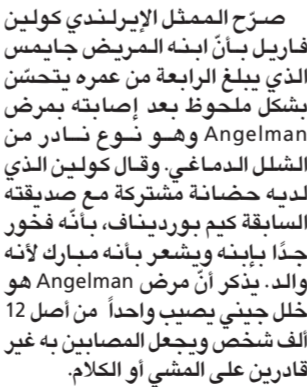 صرّح الممثل الإيرلندي كولين
فاريل بأنّ ابنه المريض جايمس
الذي يبلغ الرابعة من عمره يتحسّن
بشكل ملحوظ بعد إصابته بمرض
Angelman وهو نوع نادر من
الشلل الدماغي. وقال كولين الذي
لديه حضانة مشتركة مع صديقته
السابقة كيم بورديناف، بأنّه فخور
جدًا بإبنه ويشعر بأنه مبارك لأنه
والد. يذكر أنّ مرض Angelman هو
خلل جيني يصيب واحداً من أصل 12
ألف شخص ويجعل المصابين به غير
قادرين على المشي أو الكلام.